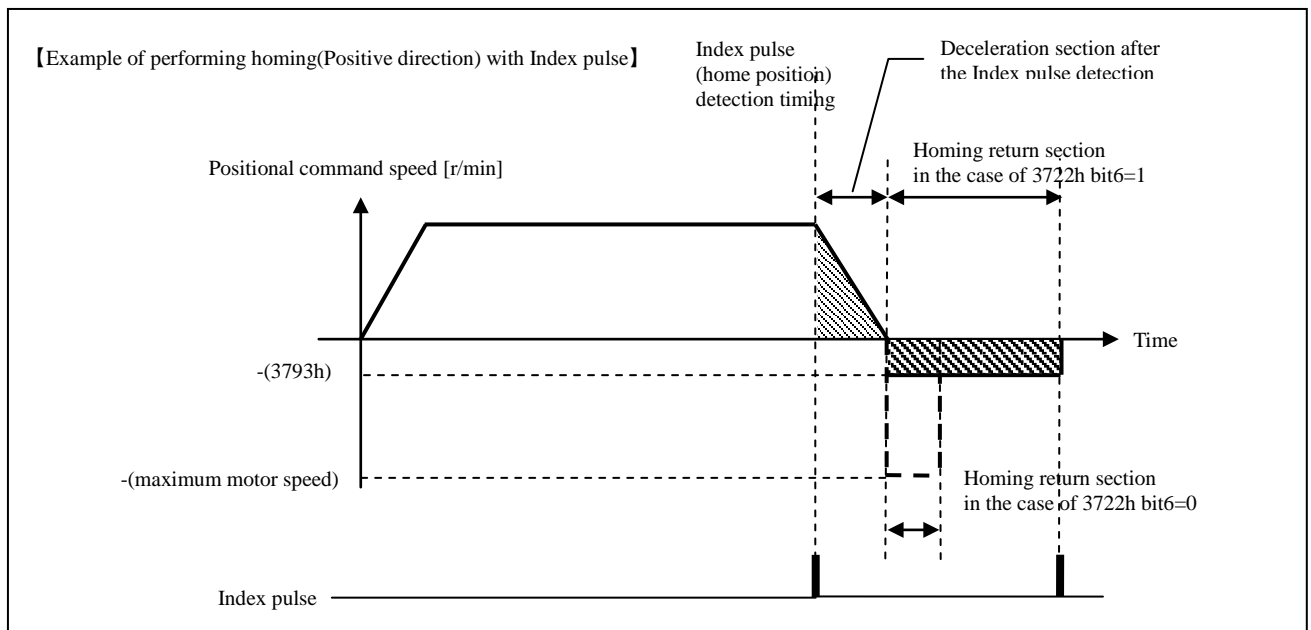 【Example of performing homing(Positive direction) with Index pulse】
Index pulse
(home position)
detection timing
Deceleration section after
the Index pulse detection
Positional command speed [r/min]
Homing return section
in the case of 3722h bit6=1
Time
-(3793h)
-(maximum motor speed)
Homing return section
in the case of 3722h bit6=0
Index pulse